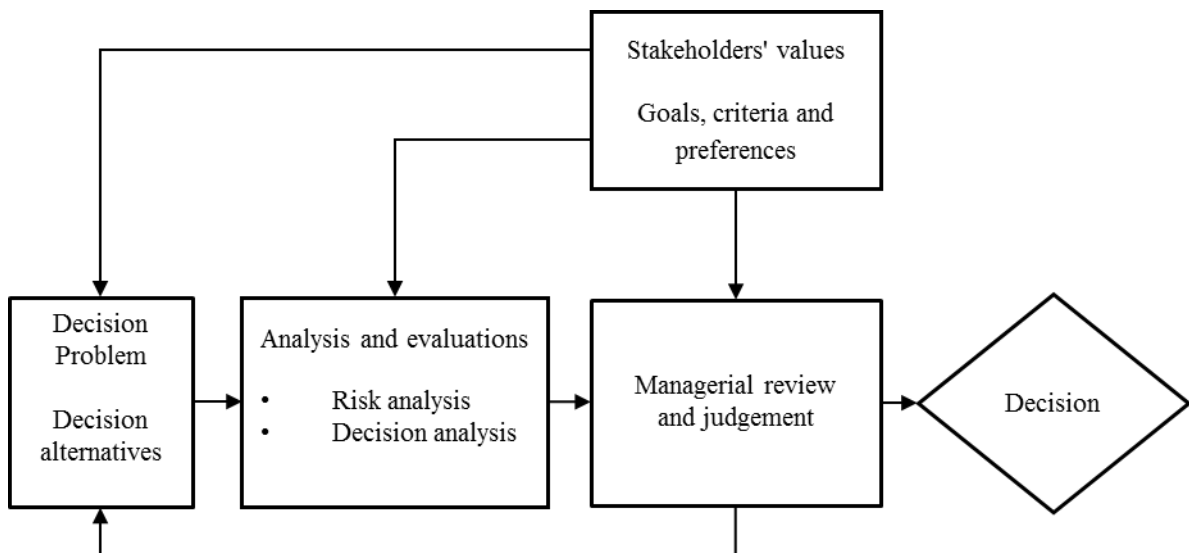 Stakeholders' values
Goals, criteria and
preferences
Decision
Problem
Decision
alternatives
Analysis and evaluations
• Risk analysis
• Decision analysis
Managerial review
and judgement
Decision